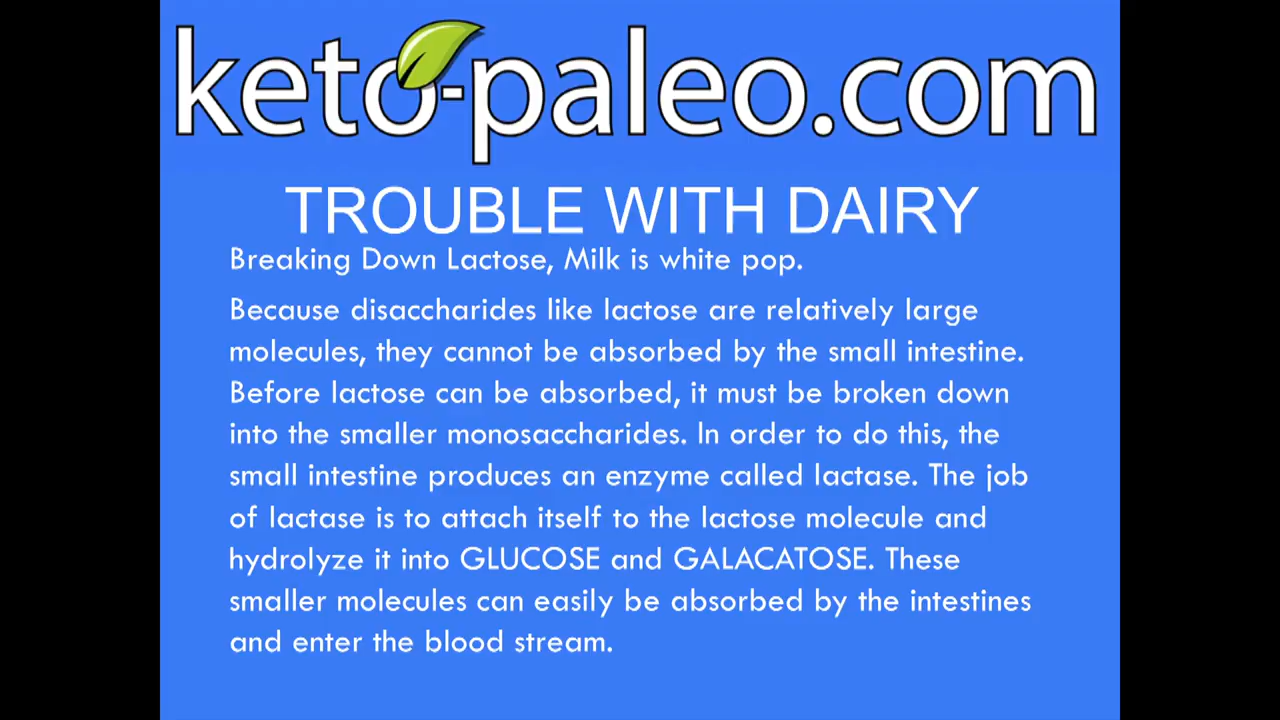 keto-paleo.com
TROUBLE WITH DAIRY
Breaking Down Lactose, Milk is white pop.
Because disaccharides like lactose are relatively large
molecules, they cannot be absorbed by the small intestine.
Before lactose can be absorbed, it must be broken down
into the smaller monosaccharides. In order to do this, the
small intestine produces an enzyme called lactase. The job
of lactase is to attach itself to the lactose molecule and
hydrolyze it into GLUCOSE and GALACATOSE. These
smaller molecules can easily be absorbed by the intestines
and enter the blood stream.